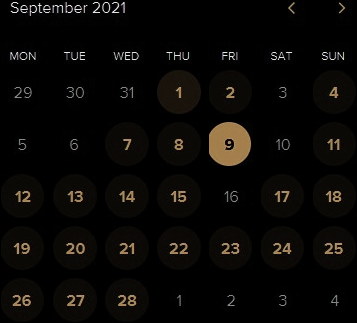 September 2021
MON TUE WED THU FRI SAT SUN
29 30 31 1 2 3 4
5 6 7 8 9 10 11
12 13 14 15 16 17 18
19 20 21 22 23 24 25
26 27 28 1 2 3 4